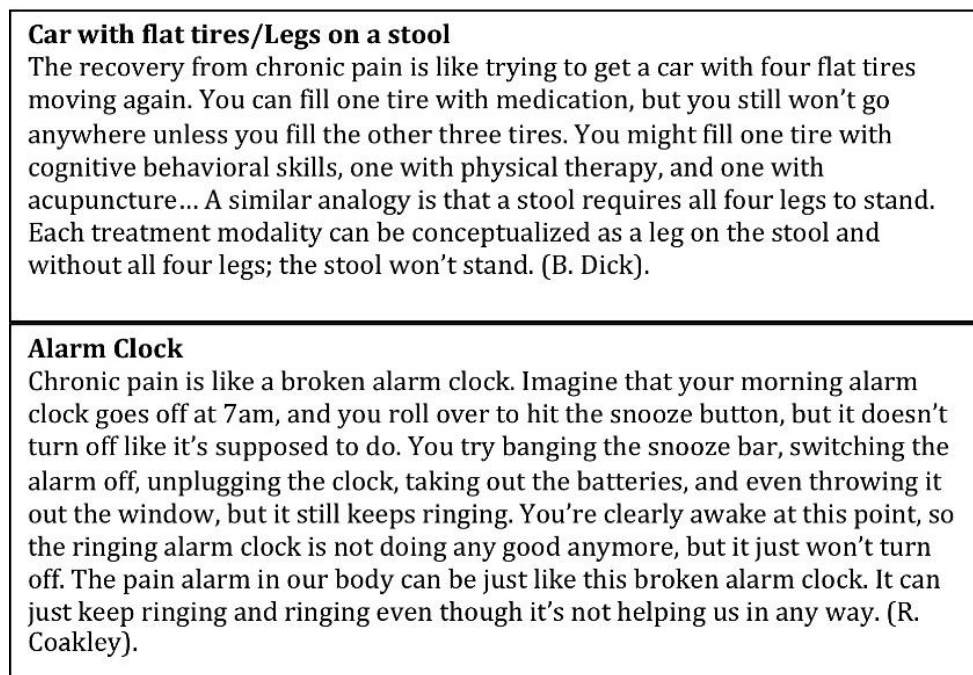 Car with flat tires/Legs on a stool
The recovery from chronic pain is like trying to get a car with four flat tires
moving again. You can fill one tire with medication, but you still won’t go
anywhere unless you fill the other three tires. You might fill one tire with
cognitive behavioral skills, one with physical therapy, and one with
acupuncture… A similar analogy is that a stool requires all four legs to stand.
Each treatment modality can be conceptualized as a leg on the stool and
without all four legs; the stool won’t stand. (B. Dick).
Alarm Clock
Chronic pain is like a broken alarm clock. Imagine that your morning alarm
clock goes off at 7am, and you roll over to hit the snooze button, but it doesn’t
turn off like it’s supposed to do. You try banging the snooze bar, switching the
alarm off, unplugging the clock, taking out the batteries, and even throwing it
out the window, but it still keeps ringing. You’re clearly awake at this point, so
the ringing alarm clock is not doing any good anymore, but it just won’t turn
off. The pain alarm in our body can be just like this broken alarm clock. It can
just keep ringing and ringing even though it’s not helping us in any way. (R.
Coakley).